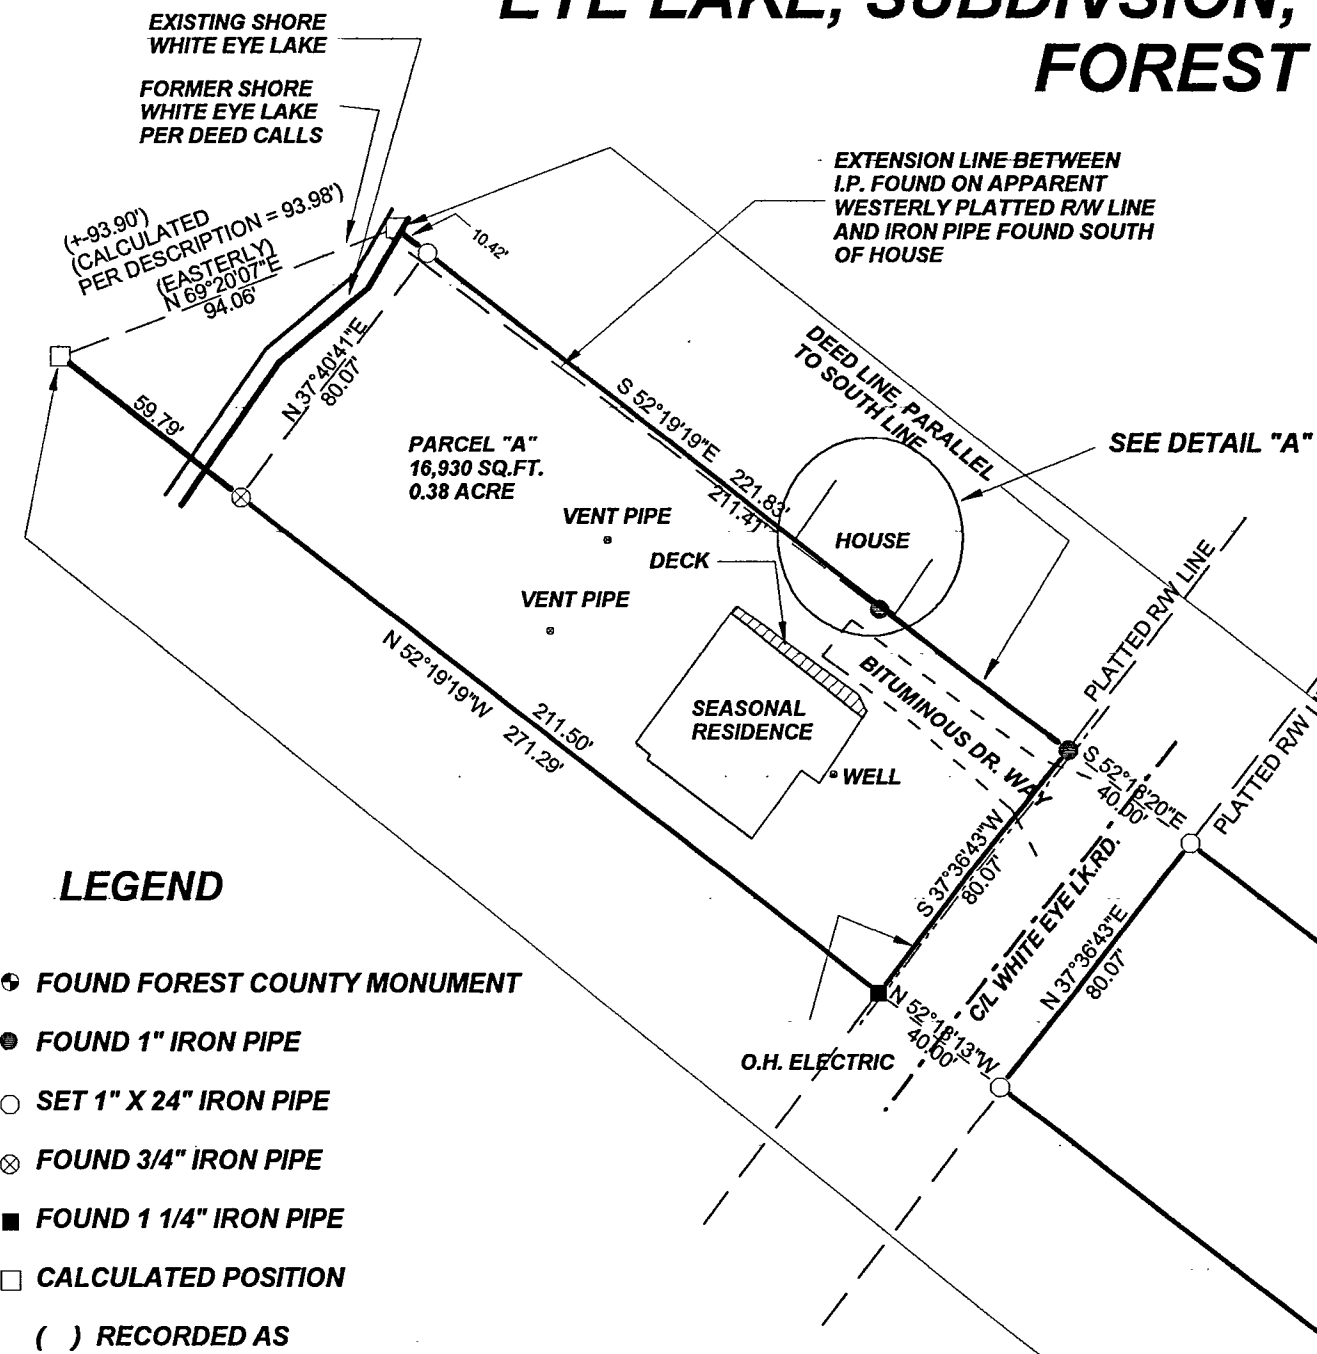 EYE LAKE, SUBDIVSION,
FOREST
EXISTING SHORE
WHITE EYE LAKE
FORMER SHORE
WHITE EYE LAKE
PER DEED CALLS
EXTENSION LINE BETWEEN
I.P. FOUND ON APPARENT
WESTERLY PLATTED R/W LINE
AND IRON PIPE FOUND SOUTH
OF HOUSE
(+-93.90')
(CALCULATED
PER DESCRIPTION = 93.98')
(EASTERLY)
N 69°20'07"E
94.06'
10.42'
N 37°40'41"E
80.07'
59.79'
DEED LINE, PARALLEL
TO SOUTH LINE
S 52°19'19"E
221.83'
211.41'
SEE DETAIL "A"
PARCEL "A"
16,930 SQ.FT.
0.38 ACRE
VENT PIPE
HOUSE
DECK
VENT PIPE
PLATTED R/W LINE
N 52°19'19"W
211.50'
271.29'
SEASONAL
RESIDENCE
BITUMINOUS DR. WAY
WELL
S 52°18'20"E
40.00'
PLATTED R/W LI
S 37°36'43"W
80.07'
C/L WHITE EYE LK.RD.
N 37°36'43"E
80.07'
N 52°18'13"W
40.00'
O.H. ELECTRIC
LEGEND
FOUND FOREST COUNTY MONUMENT
FOUND 1" IRON PIPE
SET 1" X 24" IRON PIPE
FOUND 3/4" IRON PIPE
FOUND 1 1/4" IRON PIPE
CALCULATED POSITION
( ) RECORDED AS